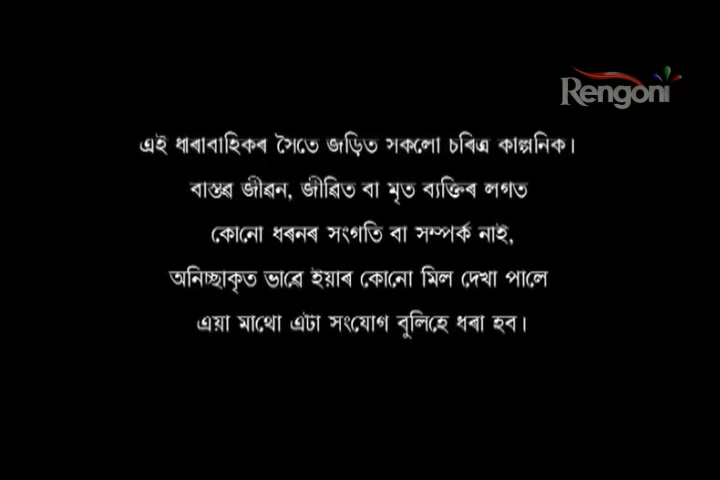 Rengoni
এই ধাৰাবাহিকৰ সৈতে জড়িত সকলো চৰিত্ৰ কাল্পনিক।
বাস্তৱ জীৱন, জীৱিত বা মৃত ব্যক্তিৰ লগত
কোনো ধৰনৰ সংগতি বা সম্পৰ্ক নাই,
অনিচ্ছাকৃত ভাৱে ইয়াৰ কোনো মিল দেখা পালে
এয়া মাথো এটা সংযোগ বুলিহে ধৰা হব।